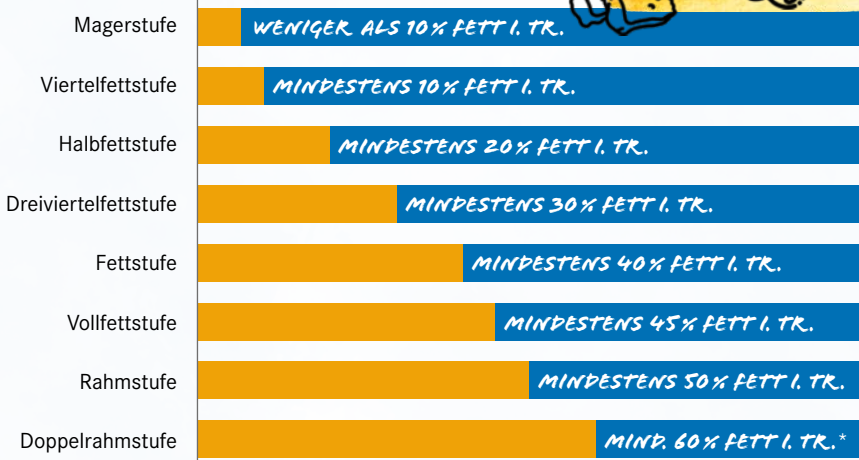 Magerstufe WENIGER ALS 10% FETT I. TR.
Viertelfettstufe MINDESTENS 10% FETT I. TR.
Halbfettstufe MINDESTENS 20% FETT I. TR.
Dreiviertelfettstufe MINDESTENS 30% FETT I. TR.
Fettstufe MINDESTENS 40% FETT I. TR.
Vollfettstufe MINDESTENS 45% FETT I. TR.
Rahmstufe MINDESTENS 50% FETT I. TR.
Doppelrahmstufe MIND. 60% FETT I. TR.*